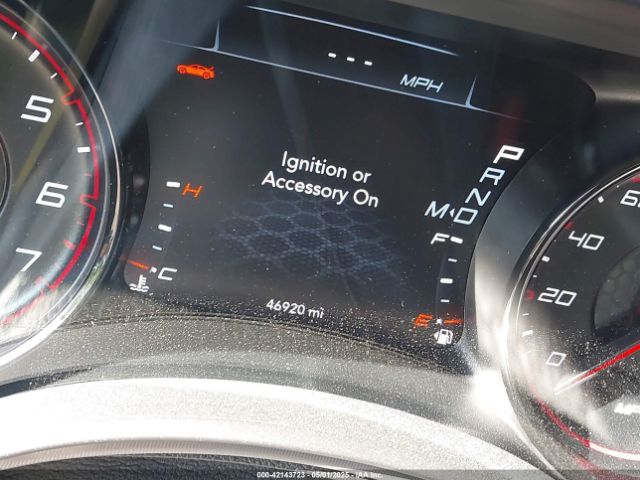 ---
MPH
Ignition or
Accessory On
P
R
N
M◂D
H
C
F
E
46920 mi
5
6
7
60
40
20
0
000-42143723 - 05/01/2025 - IAA Inc.